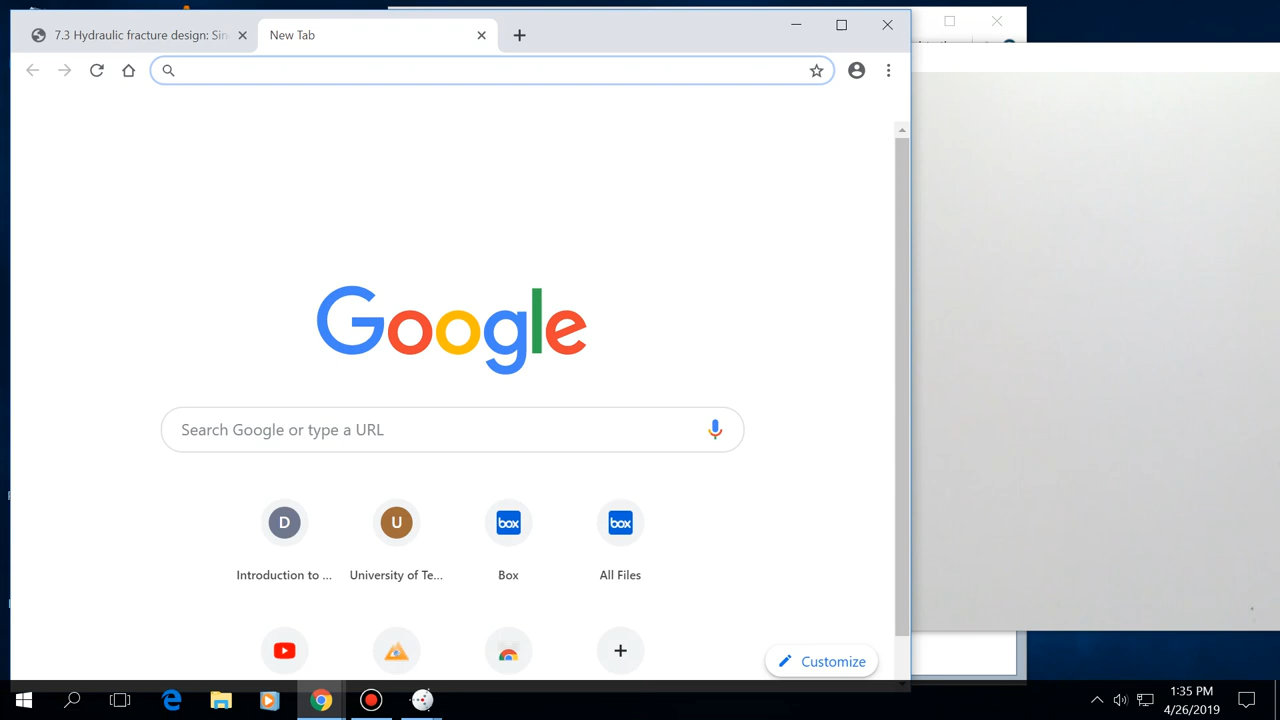 7.3 Hydraulic fracture design: Sin
New Tab
Google
Search Google or type a URL
D
U
box
box
Introduction to ...
University of Te...
Box
All Files
Customize
1:35 PM
4/26/2019